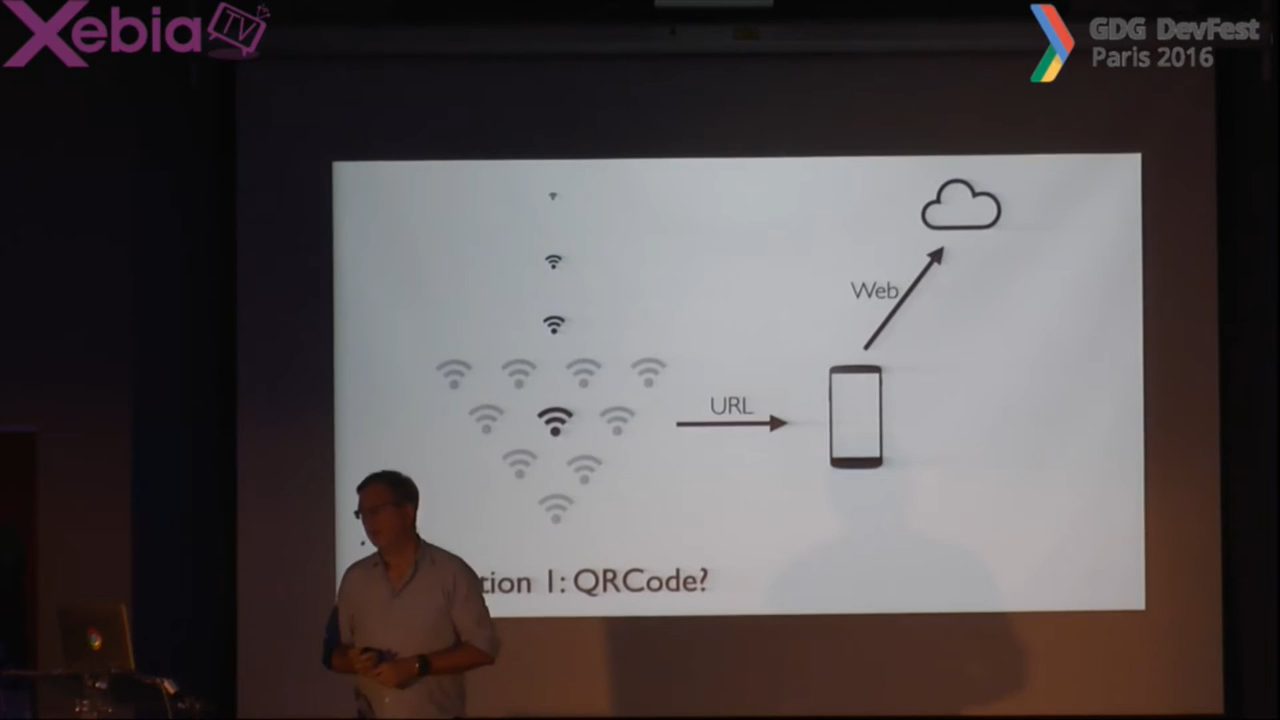 Xebia TV
GDG DevFest
Paris 2016
Web
URL
tion 1: QRCode?